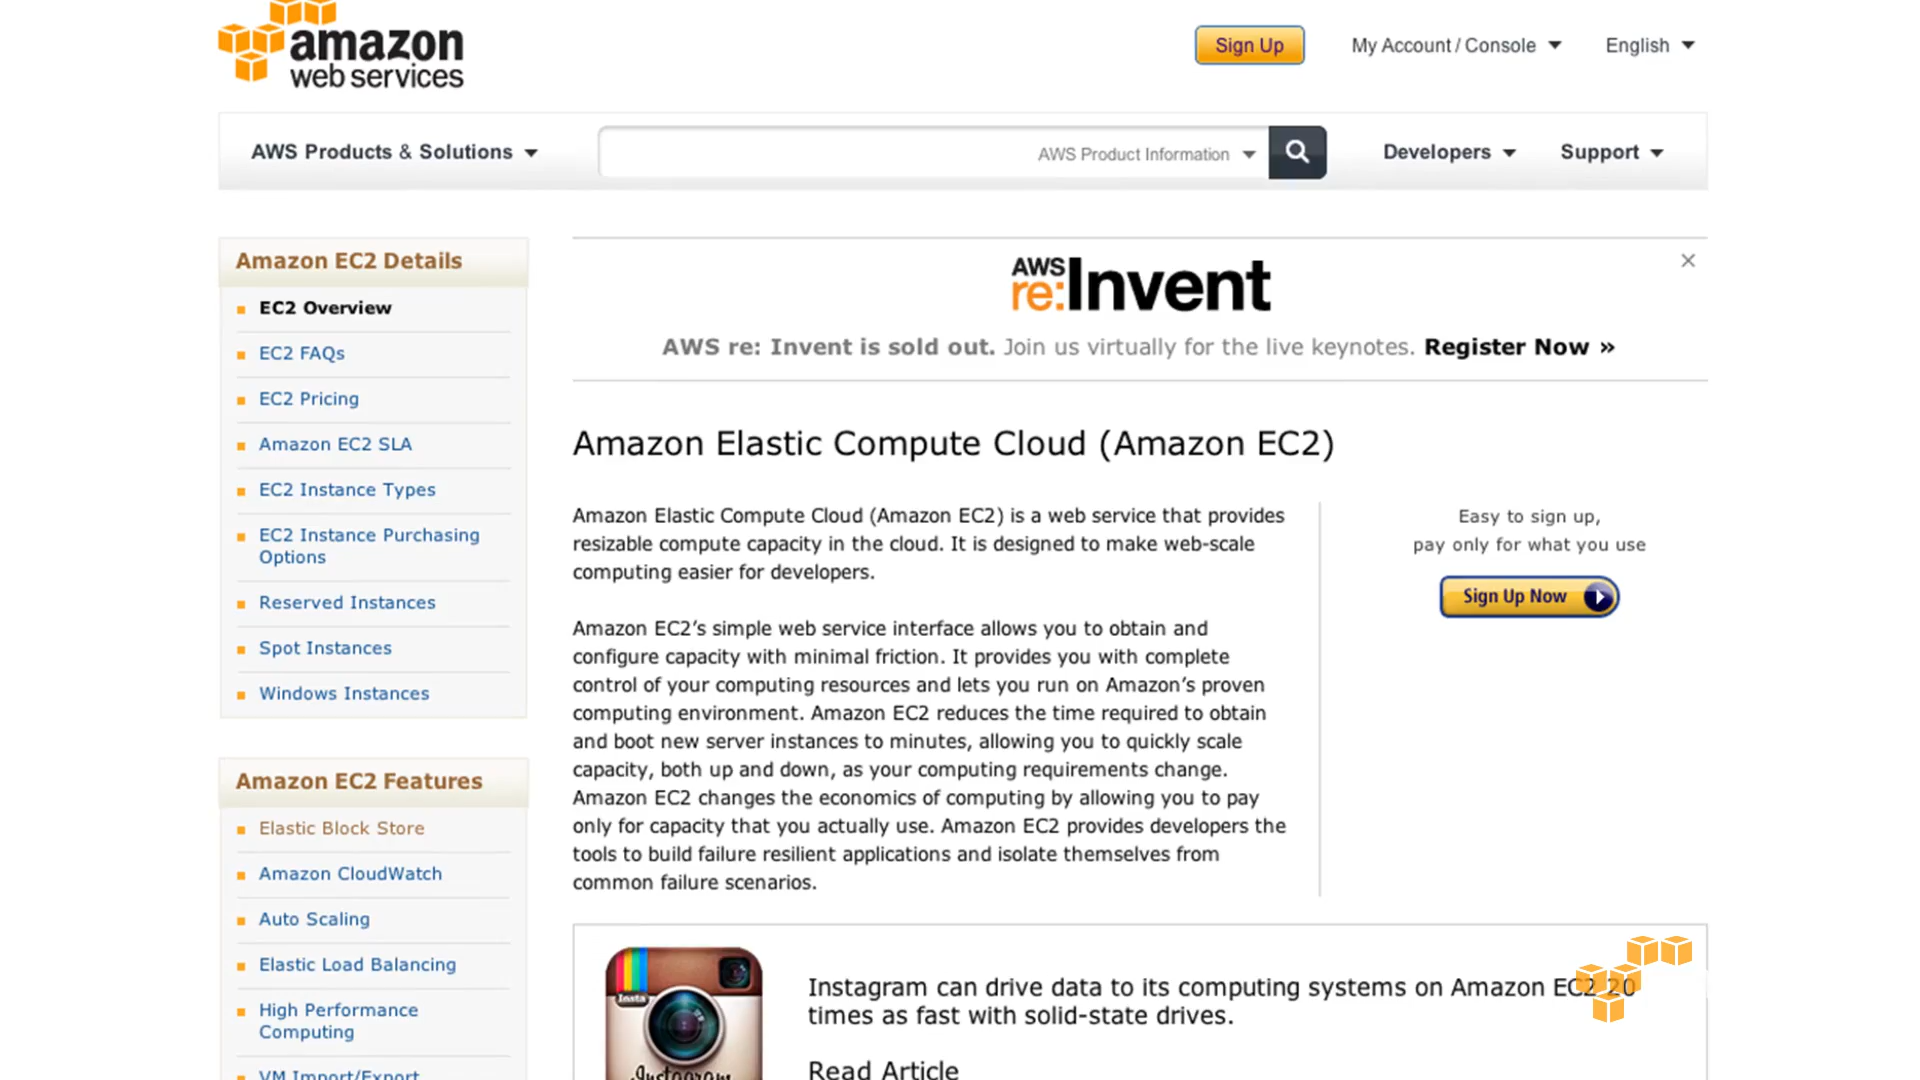 amazon
web services
Sign Up
My Account / Console
English
AWS Products & Solutions
AWS Product Information
Developers
Support
Amazon EC2 Details
EC2 Overview
EC2 FAQs
EC2 Pricing
Amazon EC2 SLA
EC2 Instance Types
EC2 Instance Purchasing
Options
Reserved Instances
Spot Instances
Windows Instances
Amazon EC2 Features
Elastic Block Store
Amazon CloudWatch
Auto Scaling
Elastic Load Balancing
High Performance
Computing
VM Import/Export
AWS
re:Invent
AWS re: Invent is sold out. Join us virtually for the live keynotes. Register Now »
Amazon Elastic Compute Cloud (Amazon EC2)
Amazon Elastic Compute Cloud (Amazon EC2) is a web service that provides
resizable compute capacity in the cloud. It is designed to make web-scale
computing easier for developers.
Amazon EC2’s simple web service interface allows you to obtain and
configure capacity with minimal friction. It provides you with complete
control of your computing resources and lets you run on Amazon’s proven
computing environment. Amazon EC2 reduces the time required to obtain
and boot new server instances to minutes, allowing you to quickly scale
capacity, both up and down, as your computing requirements change.
Amazon EC2 changes the economics of computing by allowing you to pay
only for capacity that you actually use. Amazon EC2 provides developers the
tools to build failure resilient applications and isolate themselves from
common failure scenarios.
Easy to sign up,
pay only for what you use
Sign Up Now
Insta
Instagram
Instagram can drive data to its computing systems on Amazon EC2 20
times as fast with solid-state drives.
Read Article